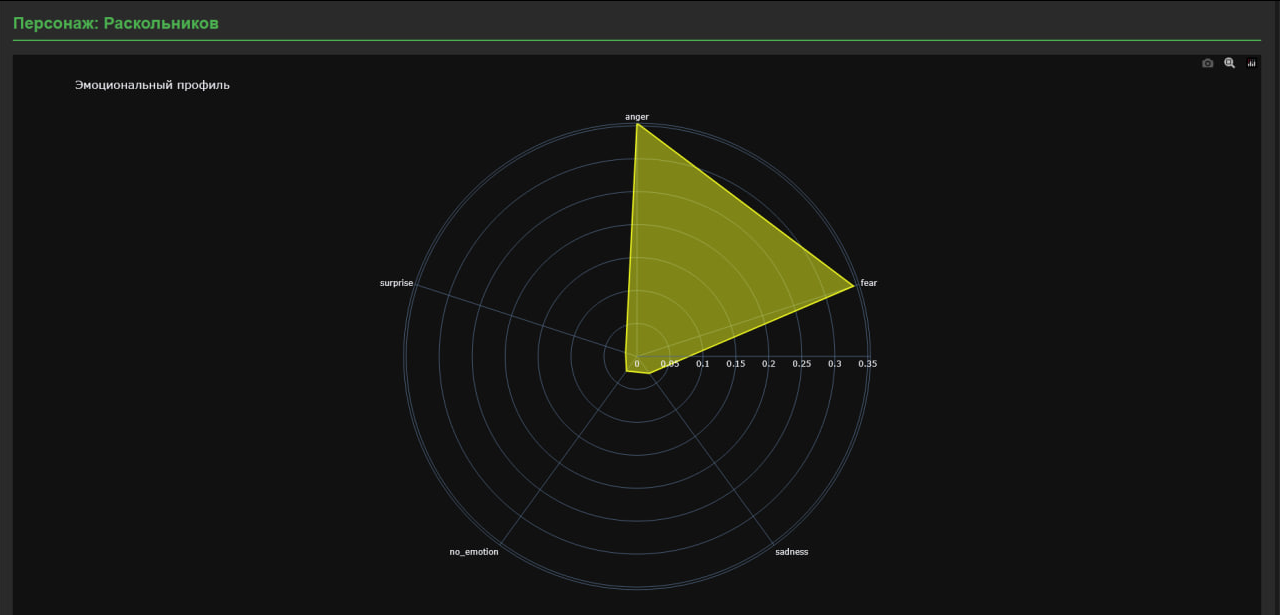 Персонаж: Раскольников
Эмоциональный профиль
anger
surprise
fear
0 0.05 0.1 0.15 0.2 0.25 0.3 0.35
no_emotion
sadness